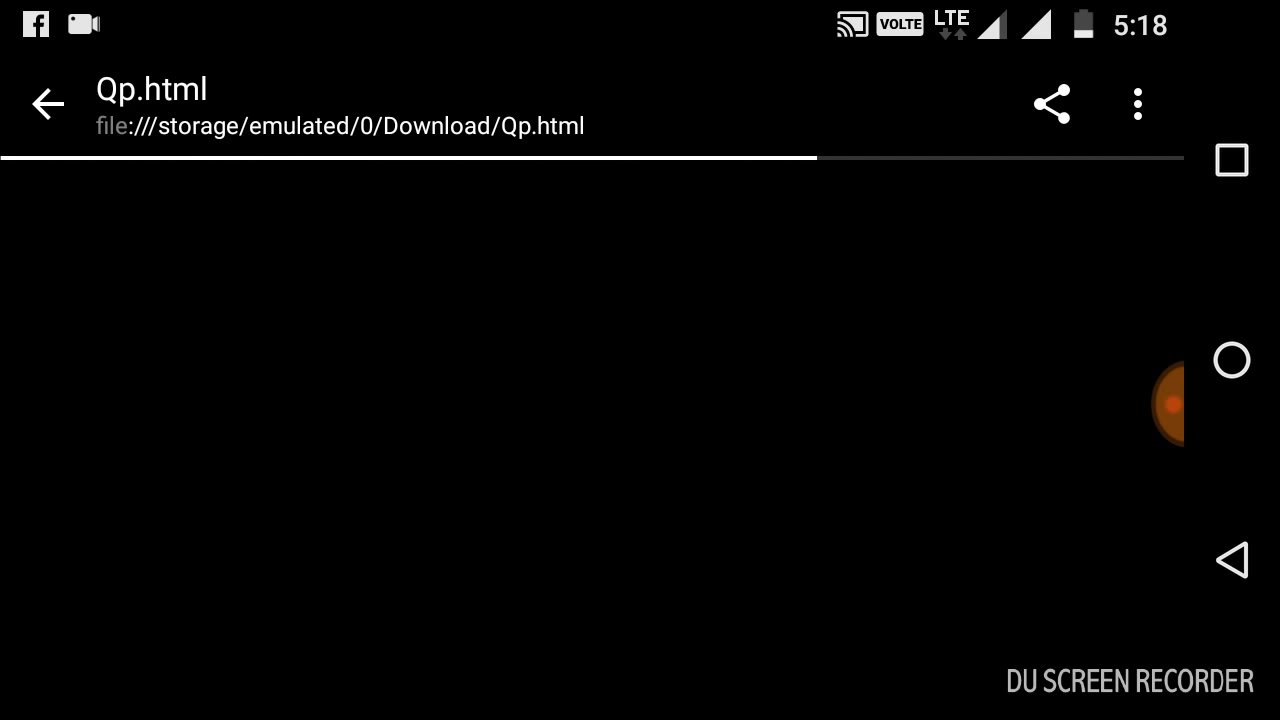 VOLTE LTE 5:18
Qp.html
file:///storage/emulated/0/Download/Qp.html
DU SCREEN RECORDER